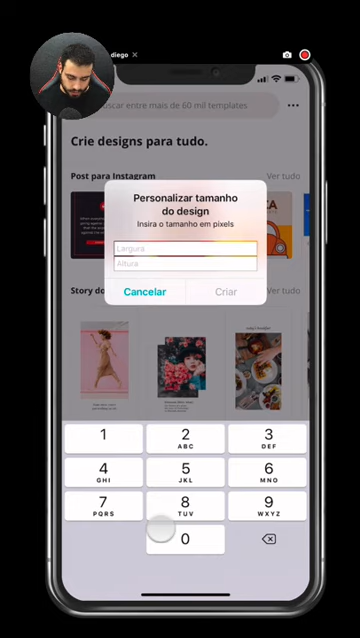 diego ✕
uscar entre mais de 60 mil templates
Crie designs para tudo.
Post para Instagram
Ver tudo
Personalizar tamanho
do design
Insira o tamanho em pixels
Largura
Altura
Cancelar
Criar
Story do
Ver tudo
1
2
ABC
3
DEF
4
GHI
5
JKL
6
MNO
7
PQRS
8
TUV
9
WXYZ
0